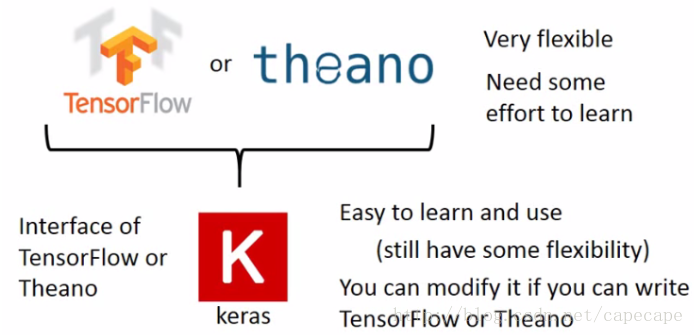 TensorFlow
or
theano
Very flexible
Need some
effort to learn
Interface of
TensorFlow or
Theano
K
keras
Easy to learn and use
(still have some flexibility)
You can modify it if you can write
TensorFlow or Theano
http://blog.csdn.net/capecape